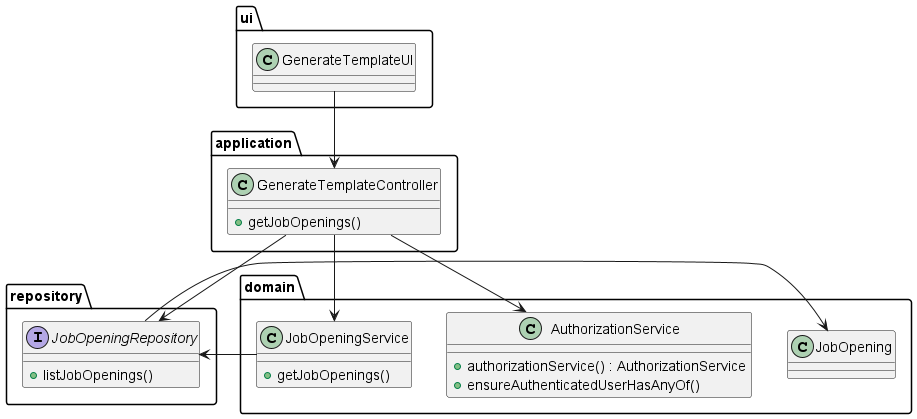 ui
C GenerateTemplateUI
application
C GenerateTemplateController
getJobOpenings()
repository
I JobOpeningRepository
listJobOpenings()
domain
C JobOpeningService
getJobOpenings()
C AuthorizationService
authorizationService() : AuthorizationService
ensureAuthenticatedUserHasAnyOf()
C JobOpening